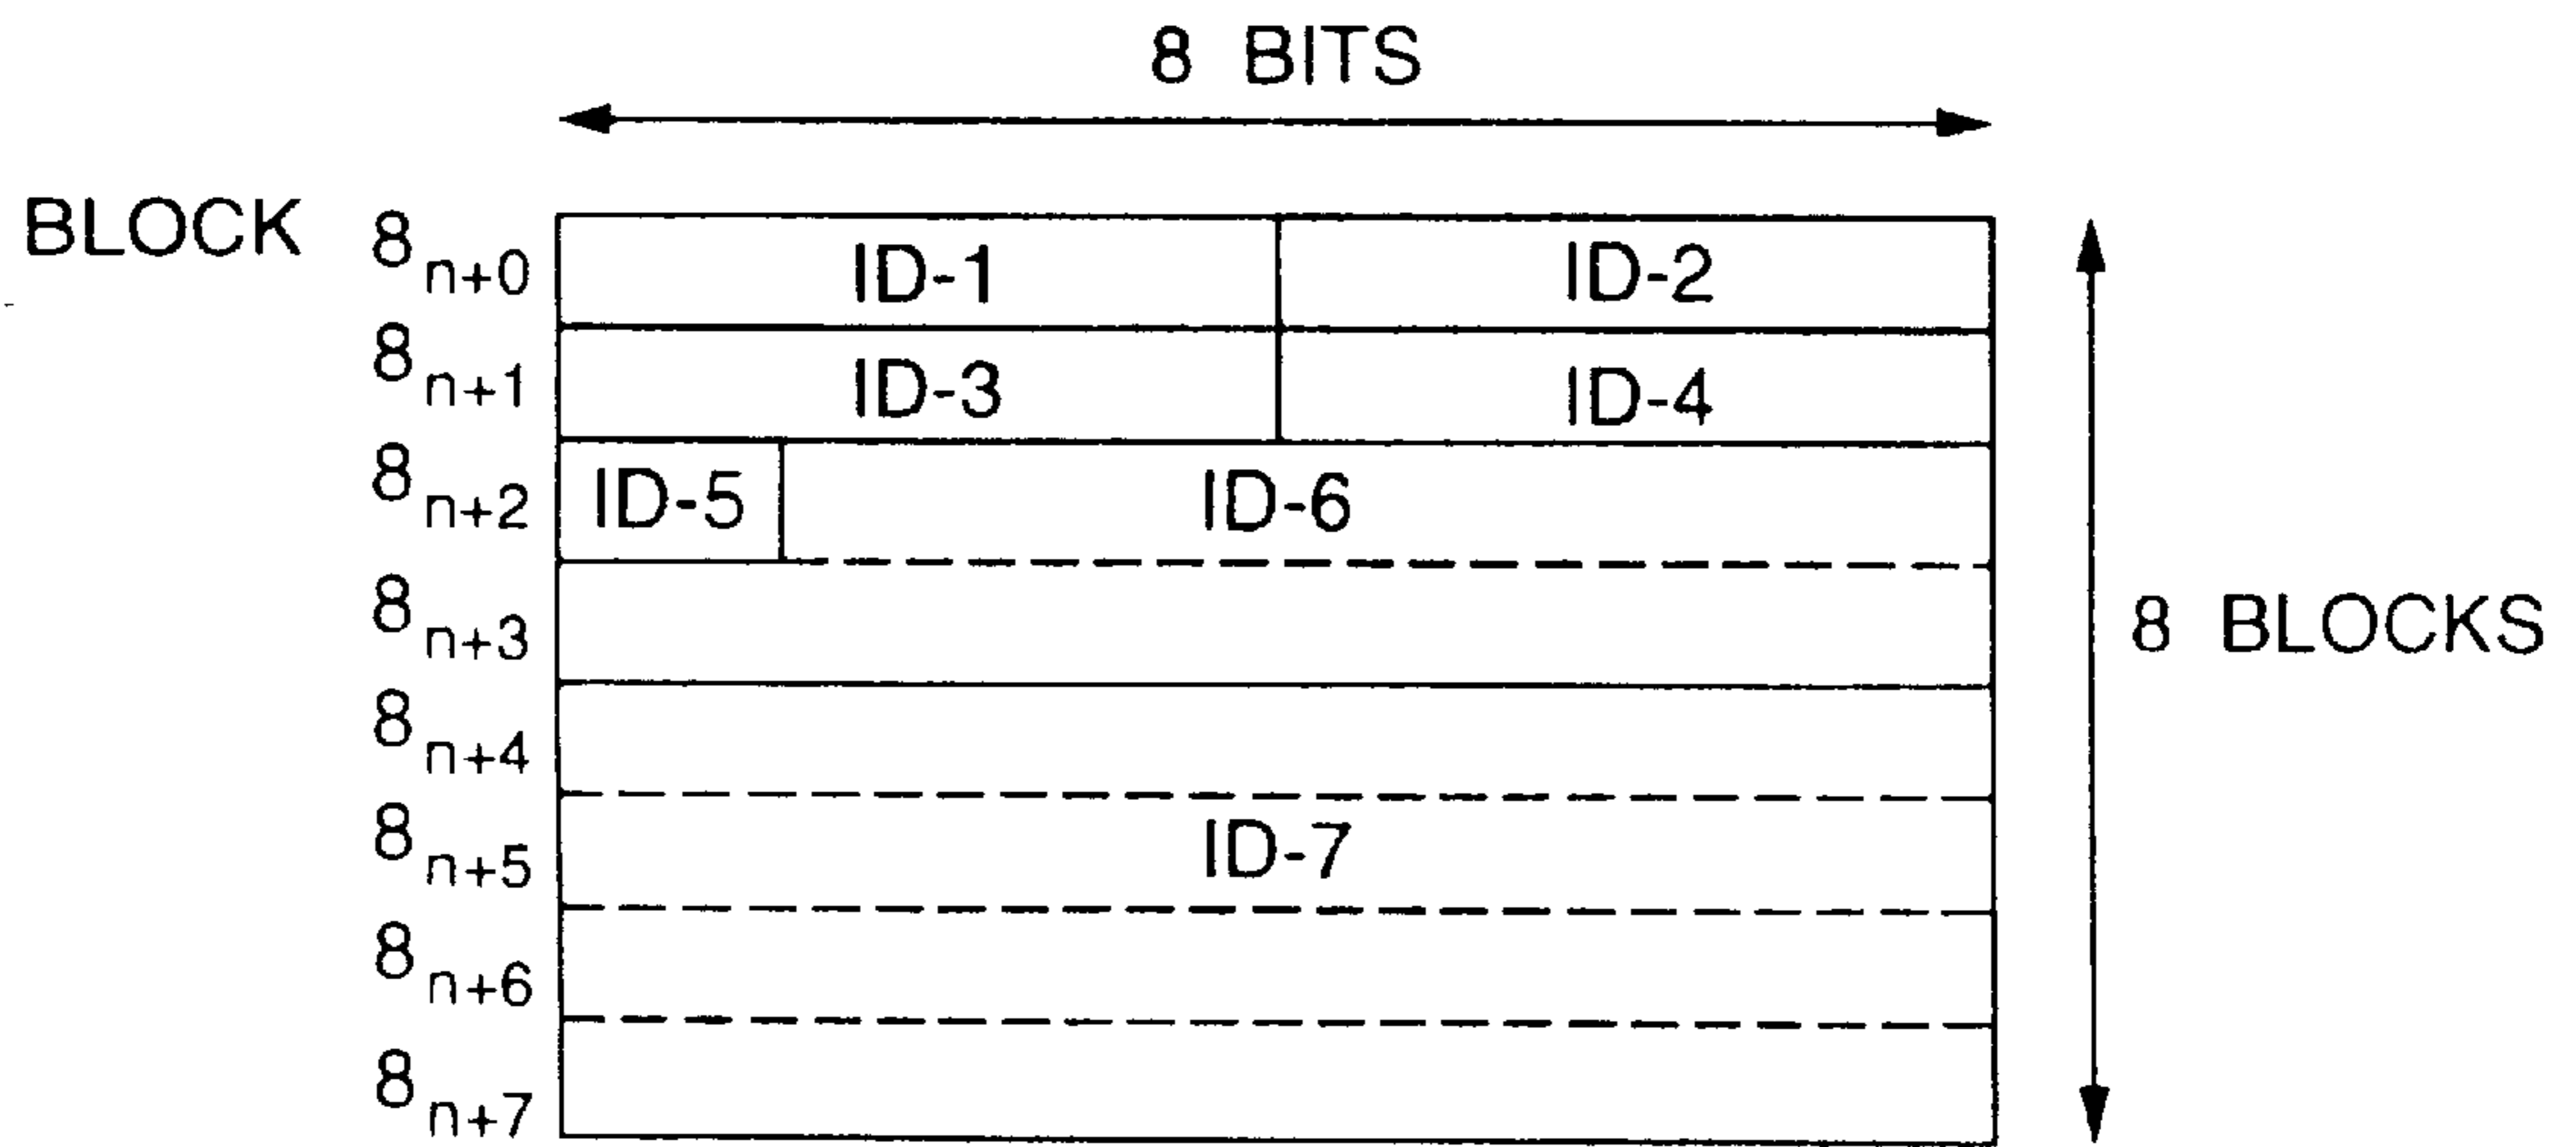 8 BITS
BLOCK 8n+0 ID-1 ID-2
8n+1 ID-3 ID-4
8n+2 ID-5 ID-6
8n+3
8 BLOCKS
8n+4
8n+5 ID-7
8n+6
8n+7